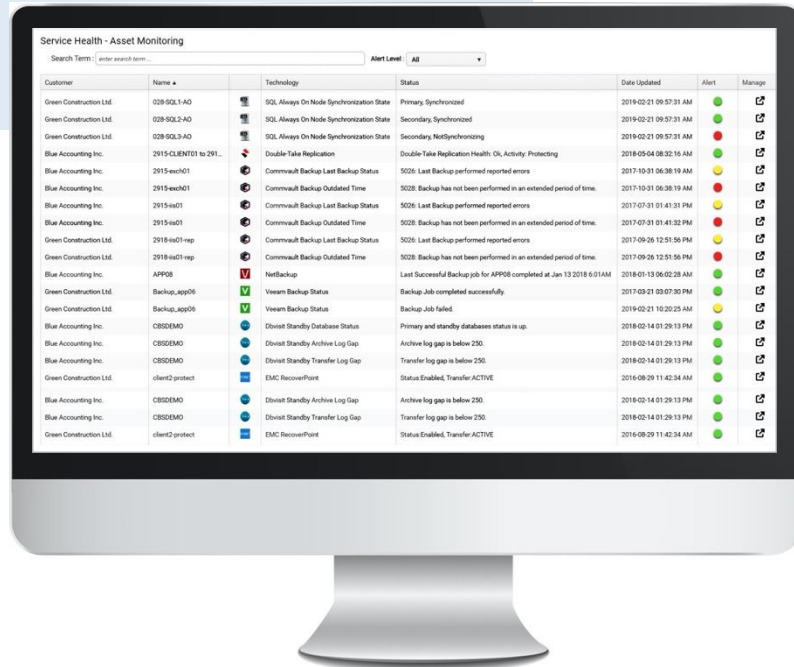 Service Health - Asset Monitoring
Search Term : enter search term ... Alert Level : All
Customer Name Technology Status Date Updated Alert Manage
Green Construction Ltd. 028-SQL1-AO SQL Always On Node Synchronization State Primary, Synchronized 2019-02-21 09:57:31 AM
Green Construction Ltd. 028-SQL2-AO SQL Always On Node Synchronization State Secondary, Synchronized 2019-02-21 09:57:31 AM
Green Construction Ltd. 028-SQL3-AO SQL Always On Node Synchronization State Secondary, NotSynchronizing 2019-02-21 09:57:31 AM
Blue Accounting Inc. 2915-CLIENT01 to 291... Double-Take Replication Double-Take Replication Health: Ok, Activity: Protecting 2018-05-04 08:32:16 AM
Blue Accounting Inc. 2915-exch01 Commvault Backup Last Backup Status 5026: Last Backup performed reported errors 2017-10-31 06:38:19 AM
Blue Accounting Inc. 2915-exch01 Commvault Backup Outdated Time 5028: Backup has not been performed in an extended period of time. 2017-10-31 06:38:19 AM
Blue Accounting Inc. 2915-iis01 Commvault Backup Last Backup Status 5026: Last Backup performed reported errors 2017-07-31 01:41:31 PM
Blue Accounting Inc. 2915-iis01 Commvault Backup Outdated Time 5028: Backup has not been performed in an extended period of time. 2017-07-31 01:41:32 PM
Green Construction Ltd. 2918-iis01-rep Commvault Backup Last Backup Status 5026: Last Backup performed reported errors 2017-09-26 12:51:56 PM
Green Construction Ltd. 2918-iis01-rep Commvault Backup Outdated Time 5028: Backup has not been performed in an extended period of time. 2017-09-26 12:51:56 PM
Blue Accounting Inc. APP08 V NetBackup Last Successful Backup job for APP08 completed at Jan 13 2018 6:01AM 2018-01-13 06:02:28 AM
Green Construction Ltd. Backup_app06 V Veeam Backup Status Backup Job completed successfully. 2017-03-21 03:07:30 PM
Green Construction Ltd. Backup_app06 V Veeam Backup Status Backup Job failed. 2019-02-21 10:20:25 AM
Blue Accounting Inc. CBSDEMO Dbvisit Standby Database Status Primary and standby databases status is up. 2018-02-14 01:29:13 PM
Blue Accounting Inc. CBSDEMO Dbvisit Standby Archive Log Gap Archive log gap is below 250. 2018-02-14 01:29:13 PM
Blue Accounting Inc. CBSDEMO Dbvisit Standby Transfer Log Gap Transfer log gap is below 250. 2018-02-14 01:29:13 PM
Green Construction Ltd. client2-protect EMC RecoverPoint Status:Enabled, Transfer:ACTIVE 2016-08-29 11:42:34 AM
Blue Accounting Inc. CBSDEMO Dbvisit Standby Archive Log Gap Archive log gap is below 250. 2018-02-14 01:29:13 PM
Blue Accounting Inc. CBSDEMO Dbvisit Standby Transfer Log Gap Transfer log gap is below 250. 2018-02-14 01:29:13 PM
Green Construction Ltd. client2-protect EMC RecoverPoint Status:Enabled, Transfer:ACTIVE 2016-08-29 11:42:34 AM